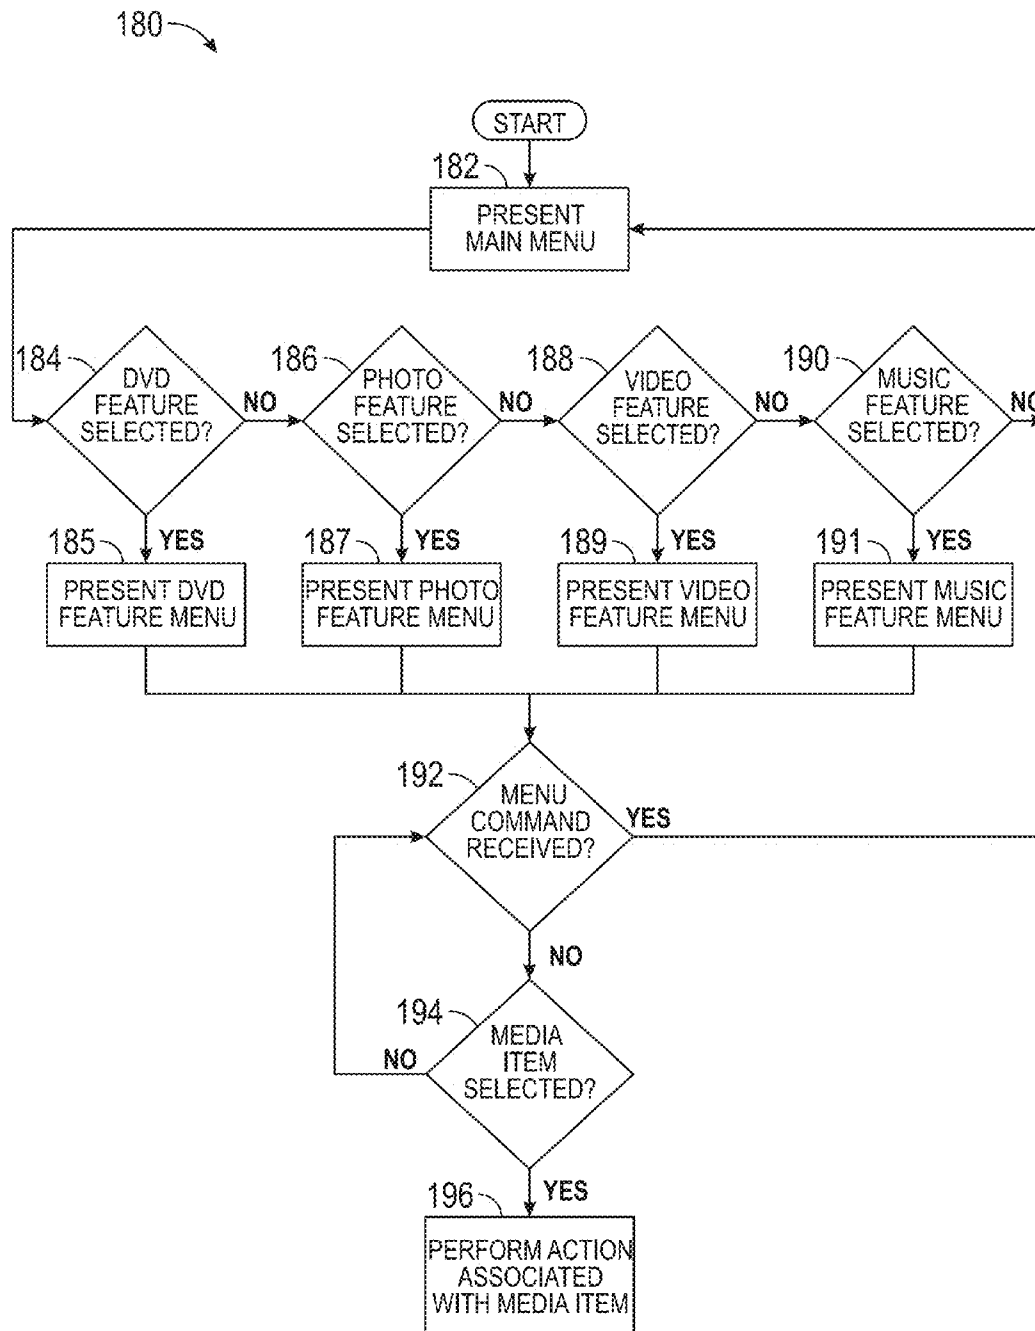 180
START
182
PRESENT
MAIN MENU
184
DVD
FEATURE
SELECTED?
NO
186
PHOTO
FEATURE
SELECTED?
NO
188
VIDEO
FEATURE
SELECTED?
NO
190
MUSIC
FEATURE
SELECTED?
NO
YES
YES
YES
YES
185
PRESENT DVD
FEATURE MENU
187
PRESENT PHOTO
FEATURE MENU
189
PRESENT VIDEO
FEATURE MENU
191
PRESENT MUSIC
FEATURE MENU
192
MENU
COMMAND
RECEIVED?
YES
NO
194
MEDIA
ITEM
SELECTED?
NO
YES
196
PERFORM ACTION
ASSOCIATED
WITH MEDIA ITEM